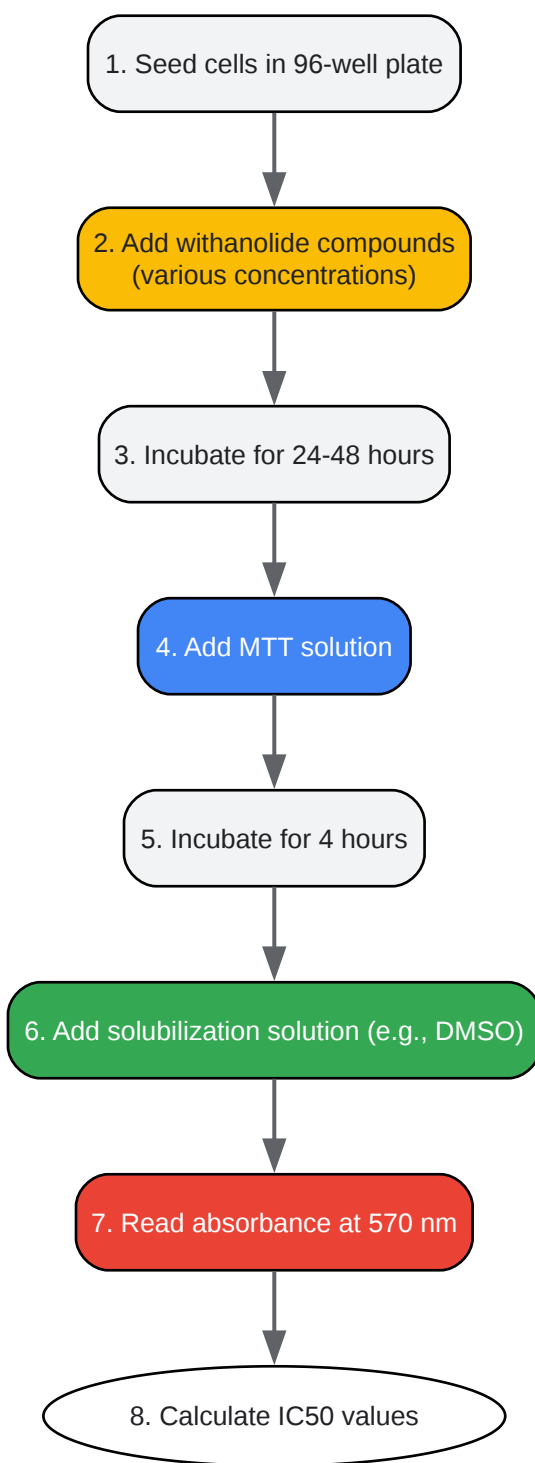 1. Seed cells in 96-well plate
2. Add withanolide compounds
(various concentrations)
3. Incubate for 24-48 hours
4. Add MTT solution
5. Incubate for 4 hours
6. Add solubilization solution (e.g., DMSO)
7. Read absorbance at 570 nm
8. Calculate IC50 values